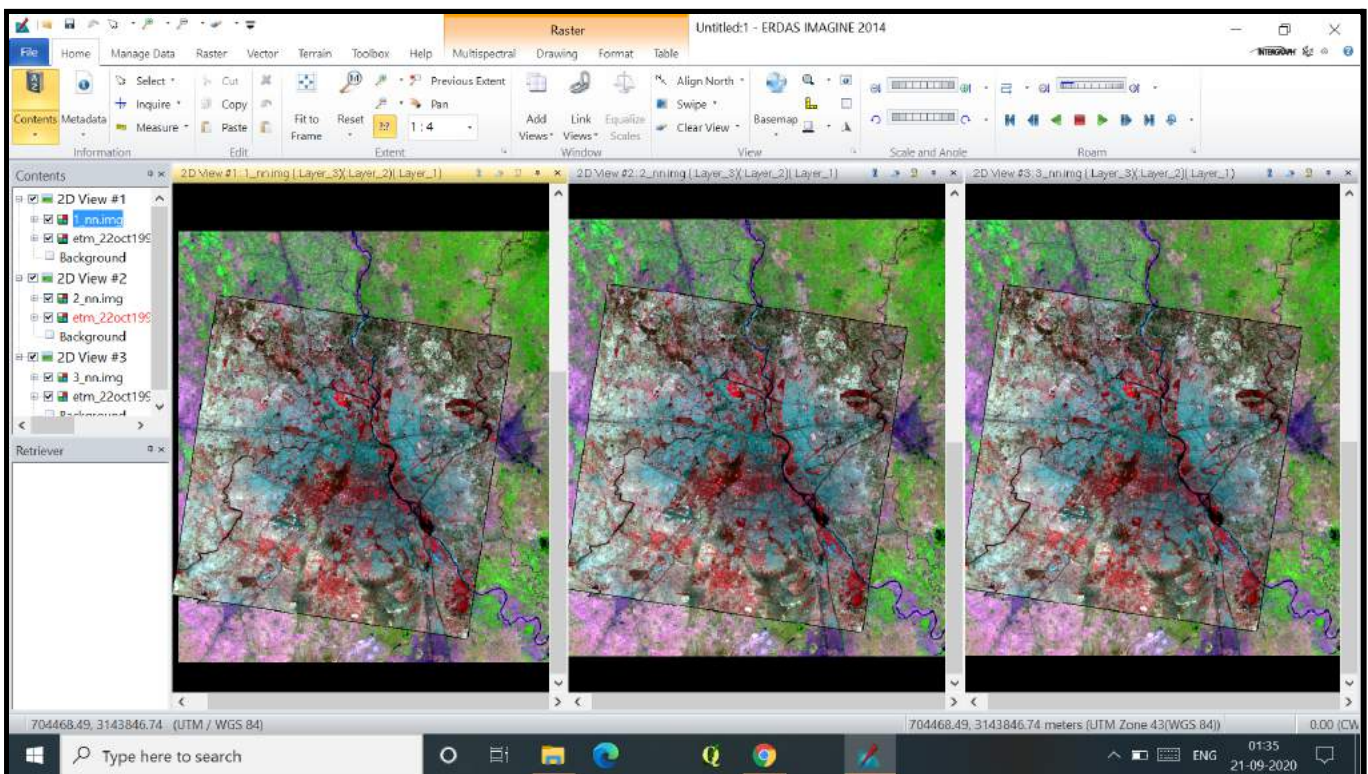 Raster
Untitled:1 - ERDAS IMAGINE 2014
File Home Manage Data Raster Vector Terrain Toolbox Help Multispectral Drawing Format Table
INTERGRAPH
Contents
Metadata
Select
Inquire
Measure
Information
Cut
Copy
Paste
Edit
Fit to Frame
Reset
Previous Extent
Pan
1 : 4
Extent
Add Views
Link Views
Equalize Scales
Window
Align North
Swipe
Clear View
Basemap
View
Scale and Angle
Roam
Contents
2D View #1
1_nn.img
etm_22oct199
Background
2D View #2
2_nn.img
etm_22oct199
Background
2D View #3
3_nn.img
etm_22oct199
Background
Retriever
2D View #1: 1_nn.img (Layer_3)(Layer_2)(Layer_1)
2D View #2: 2_nn.img (Layer_3)(Layer_2)(Layer_1)
2D View #3: 3_nn.img (Layer_3)(Layer_2)(Layer_1)
704468.49, 3143846.74 (UTM / WGS 84)
704468.49, 3143846.74 meters (UTM Zone 43(WGS 84))
0.00 (CW
Type here to search
ENG
01:35
21-09-2020